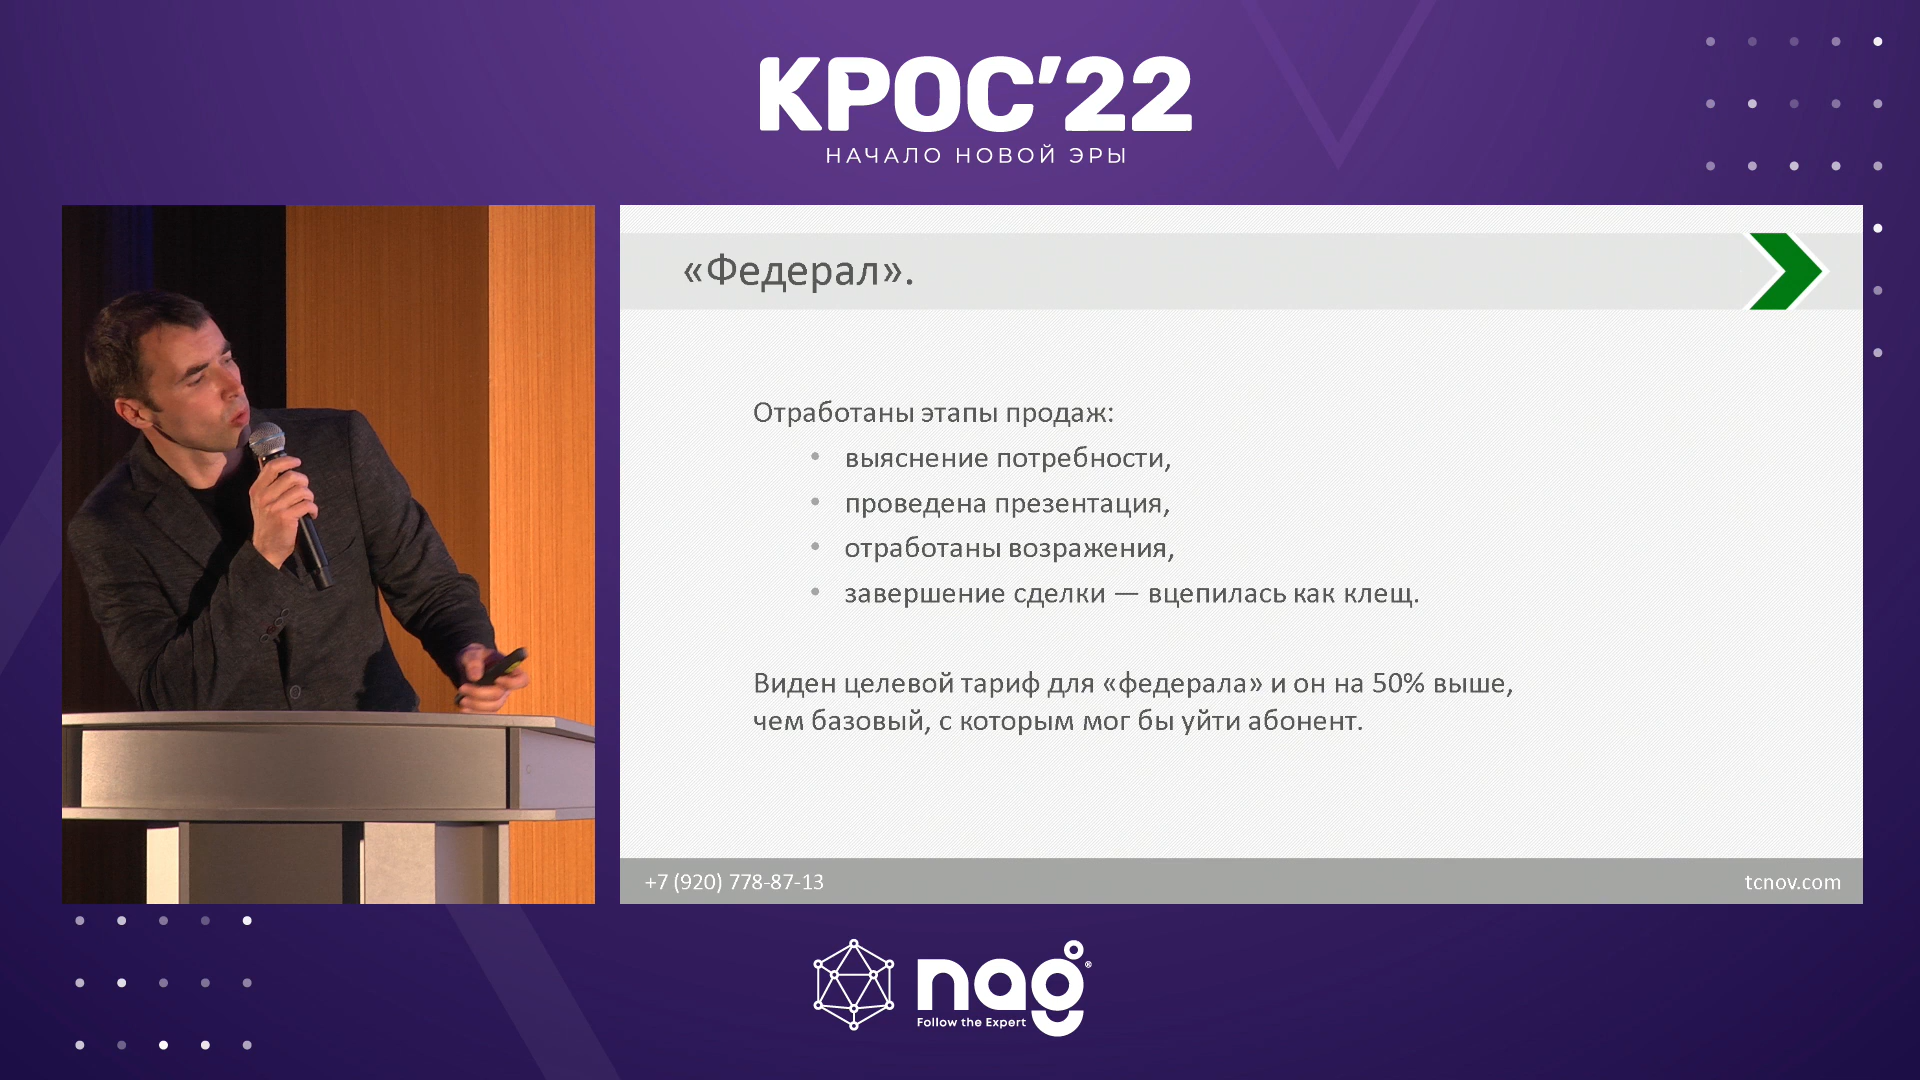 КРОС'22
НАЧАЛО НОВОЙ ЭРЫ
«Федерал».
Отработаны этапы продаж:
• выяснение потребности,
• проведена презентация,
• отработаны возражения,
• завершение сделки — вцепилась как клещ.
Виден целевой тариф для «федерала» и он на 50% выше,
чем базовый, с которым мог бы уйти абонент.
+7 (920) 778-87-13
tcnov.com
nag®
Follow the Expert